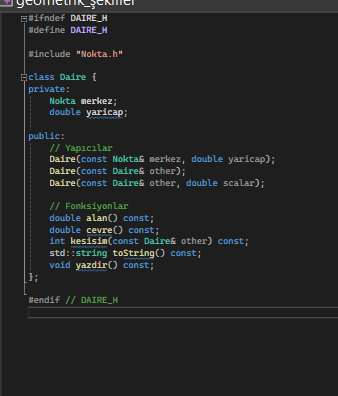 geometrik_şekiller
#ifndef DAIRE_H
#define DAIRE_H
#include "Nokta.h"
class Daire {
private:
Nokta merkez;
double yaricap;
public:
// Yapıcılar
Daire(const Nokta& merkez, double yaricap);
Daire(const Daire& other);
Daire(const Daire& other, double scalar);
// Fonksiyonlar
double alan() const;
double cevre() const;
int kesisim(const Daire& other) const;
std::string toString() const;
void yazdir() const;
};
#endif // DAIRE_H